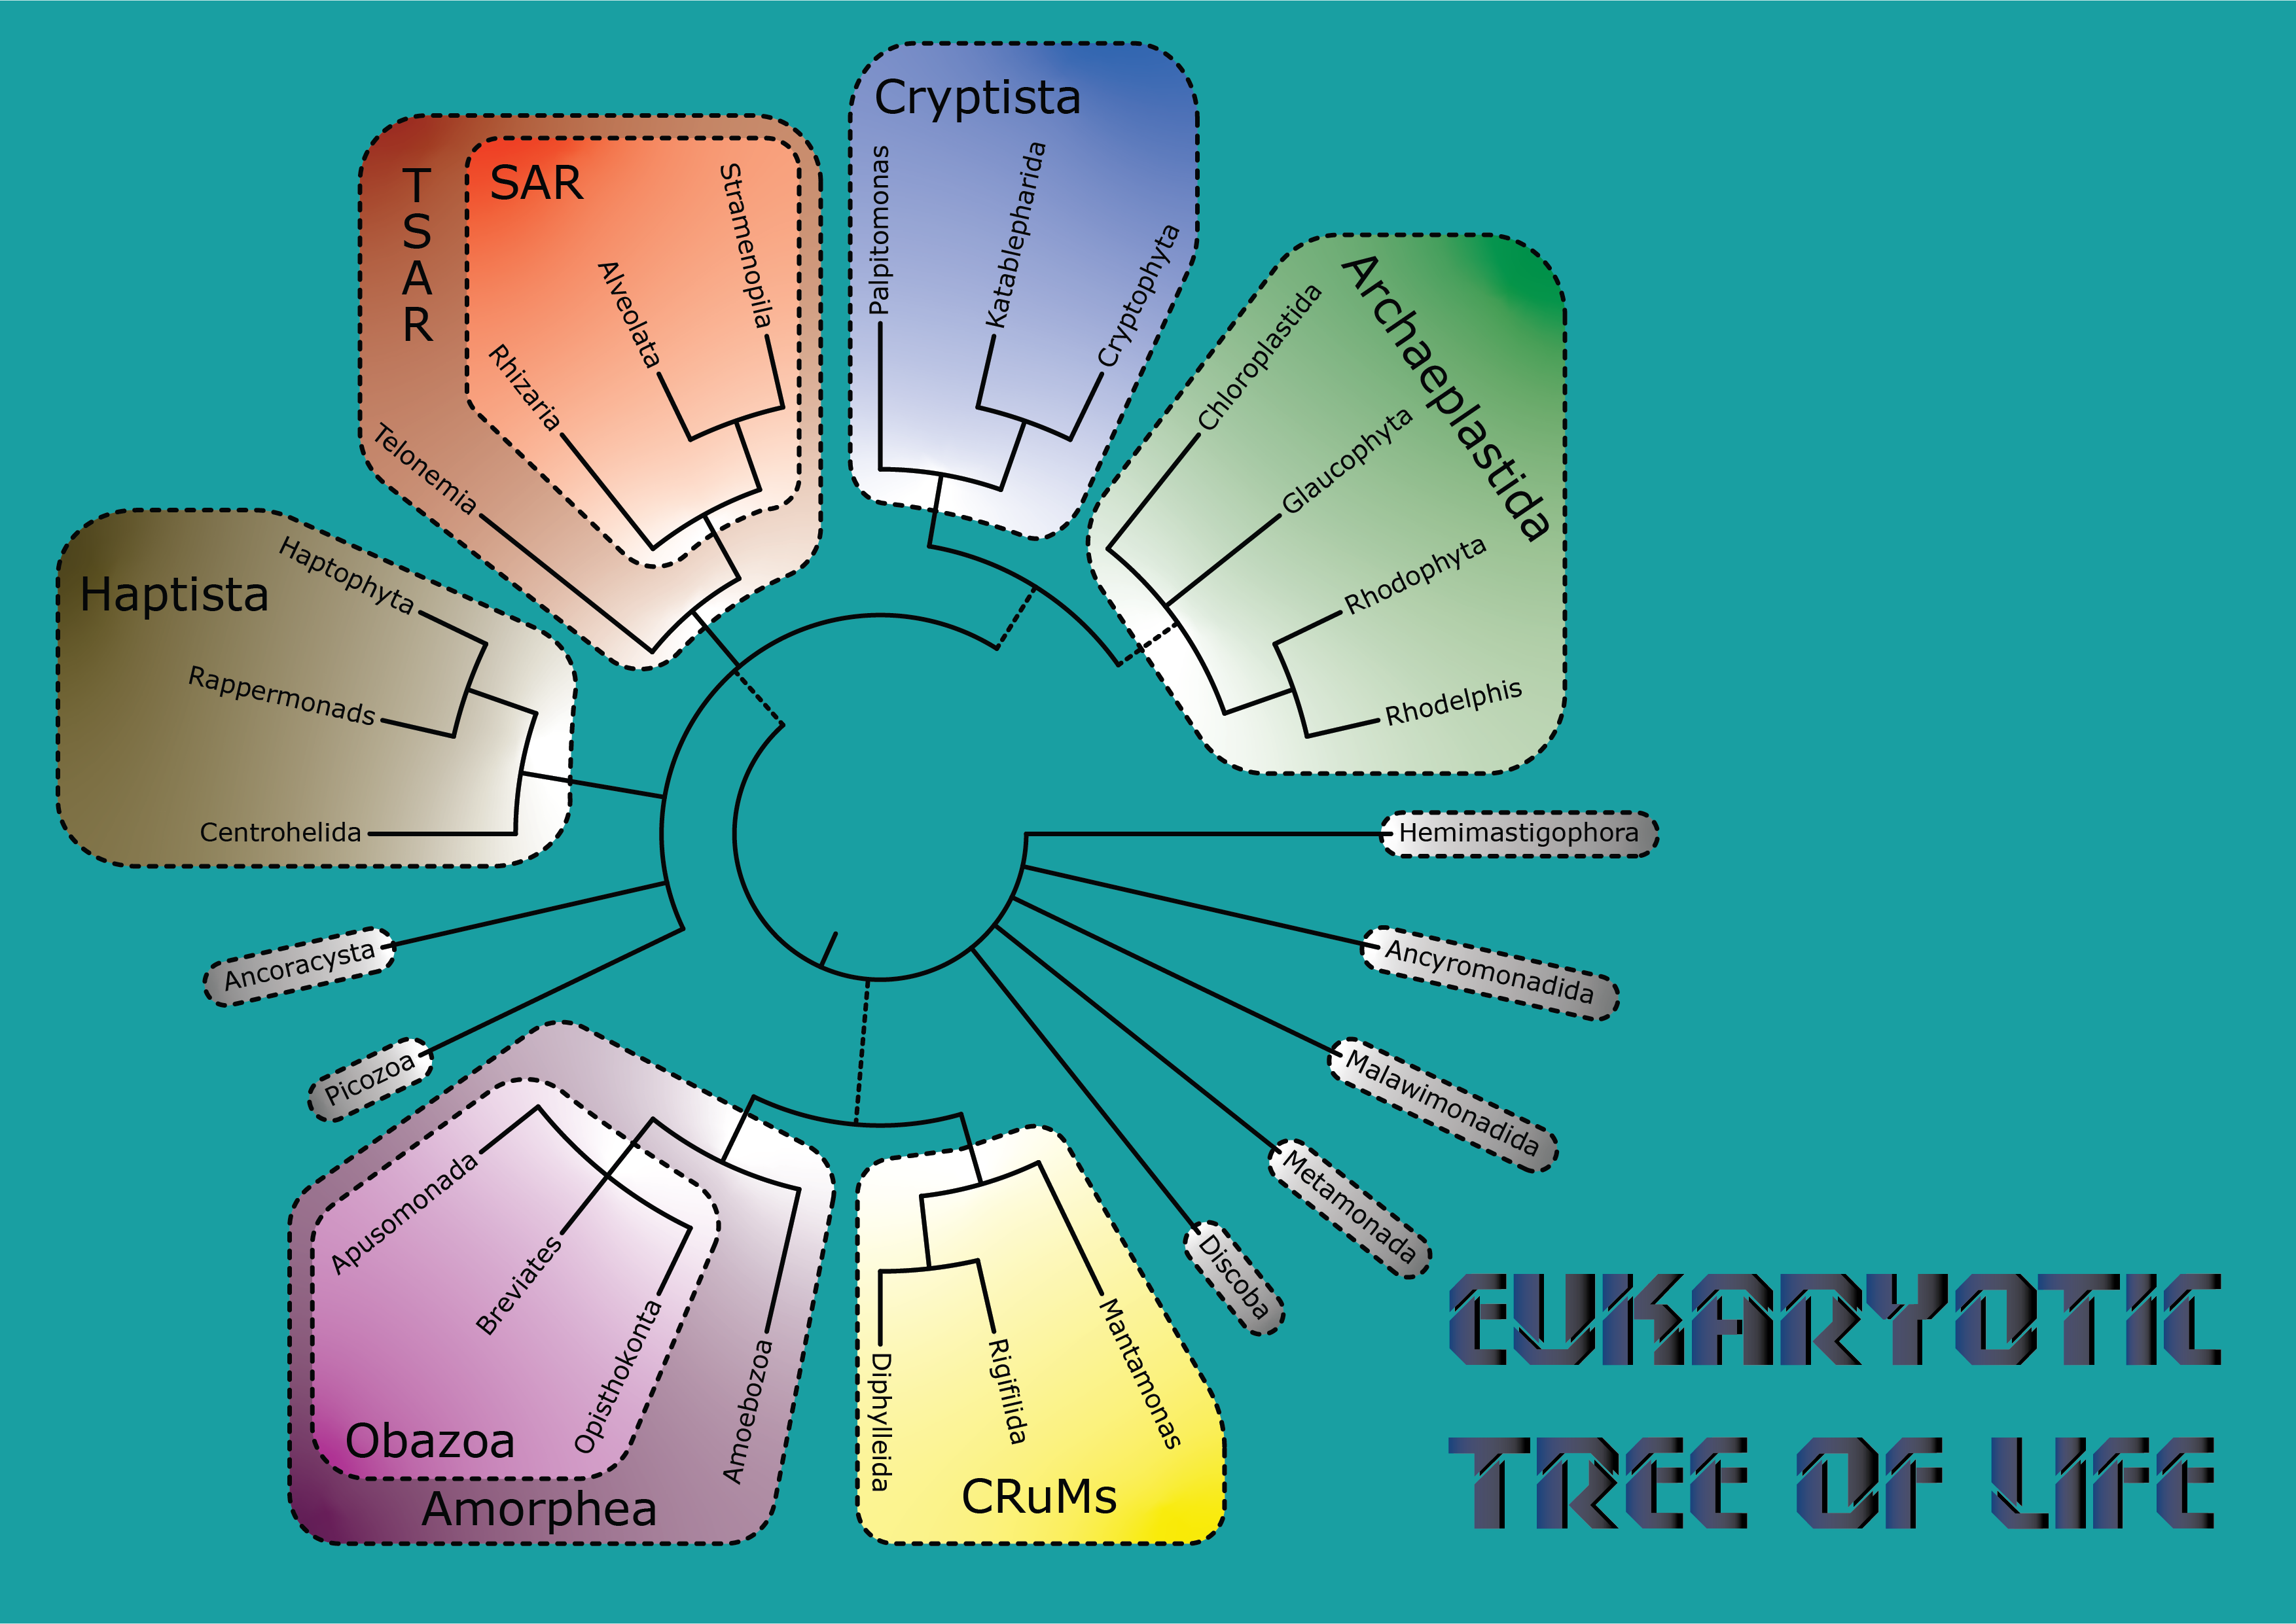 Cryptista
Palpitomonas
Katablepharida
Cryptophyta
T
S
A
R
SAR
Stramenopila
Alveolata
Rhizaria
Telonemia
Archaeplastida
Chloroplastida
Glaucophyta
Rhodophyta
Rhodelphis
Haptista
Haptophyta
Rappermonads
Centrohelida
Hemimastigophora
Ancyromonadida
Malawimonadida
Metamonada
Discoba
Ancoracysta
Picozoa
Apusomonada
Breviates
Opisthokonta
Amoebozoa
Obazoa
Amorphea
Diphylleida
Rigifilida
Mantamonas
CRuMs
EUKARYOTIC
TREE OF LIFE